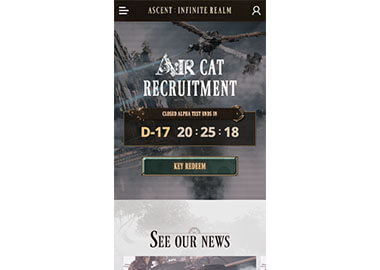 ASCENT : INFINITE REALM
AIR CAT
RECRUITMENT
CLOSED ALPHA TEST ENDS IN
D-17 20 : 25 : 18
KEY REDEEM
SEE OUR NEWS